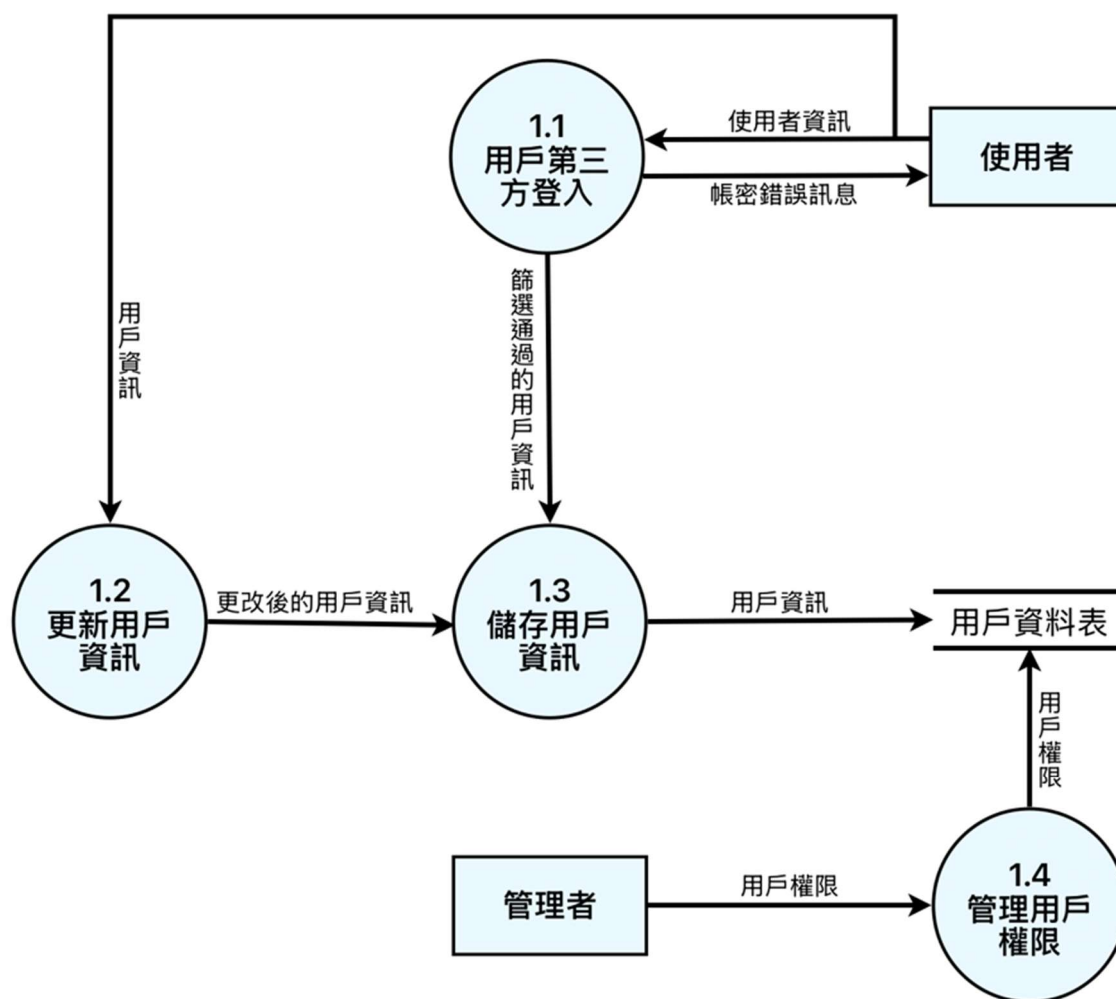 1.1
用戶第三
方登入
使用者資訊
帳密錯誤訊息
使用者
用戶資訊
篩選通過的用戶資訊
1.2
更新用戶
資訊
更改後的用戶資訊
1.3
儲存用戶
資訊
用戶資訊
用戶資料表
用戶權限
管理者
用戶權限
1.4
管理用戶
權限